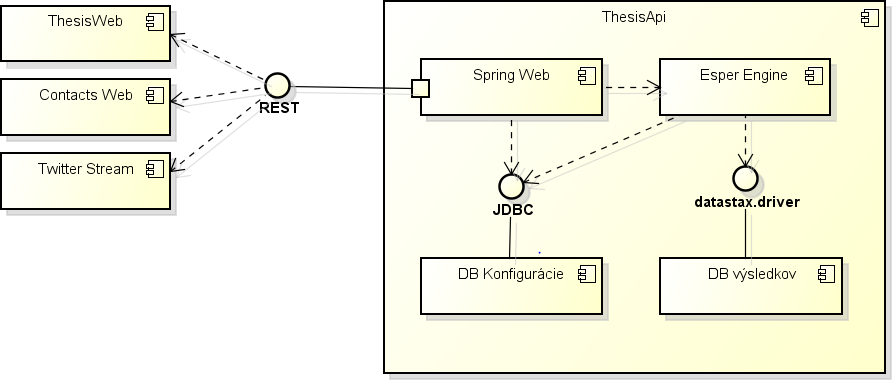 ThesisApi
ThesisWeb
Spring Web
Esper Engine
Contacts Web
REST
Twitter Stream
JDBC
datastax.driver
DB Konfigurácie
DB výsledkov